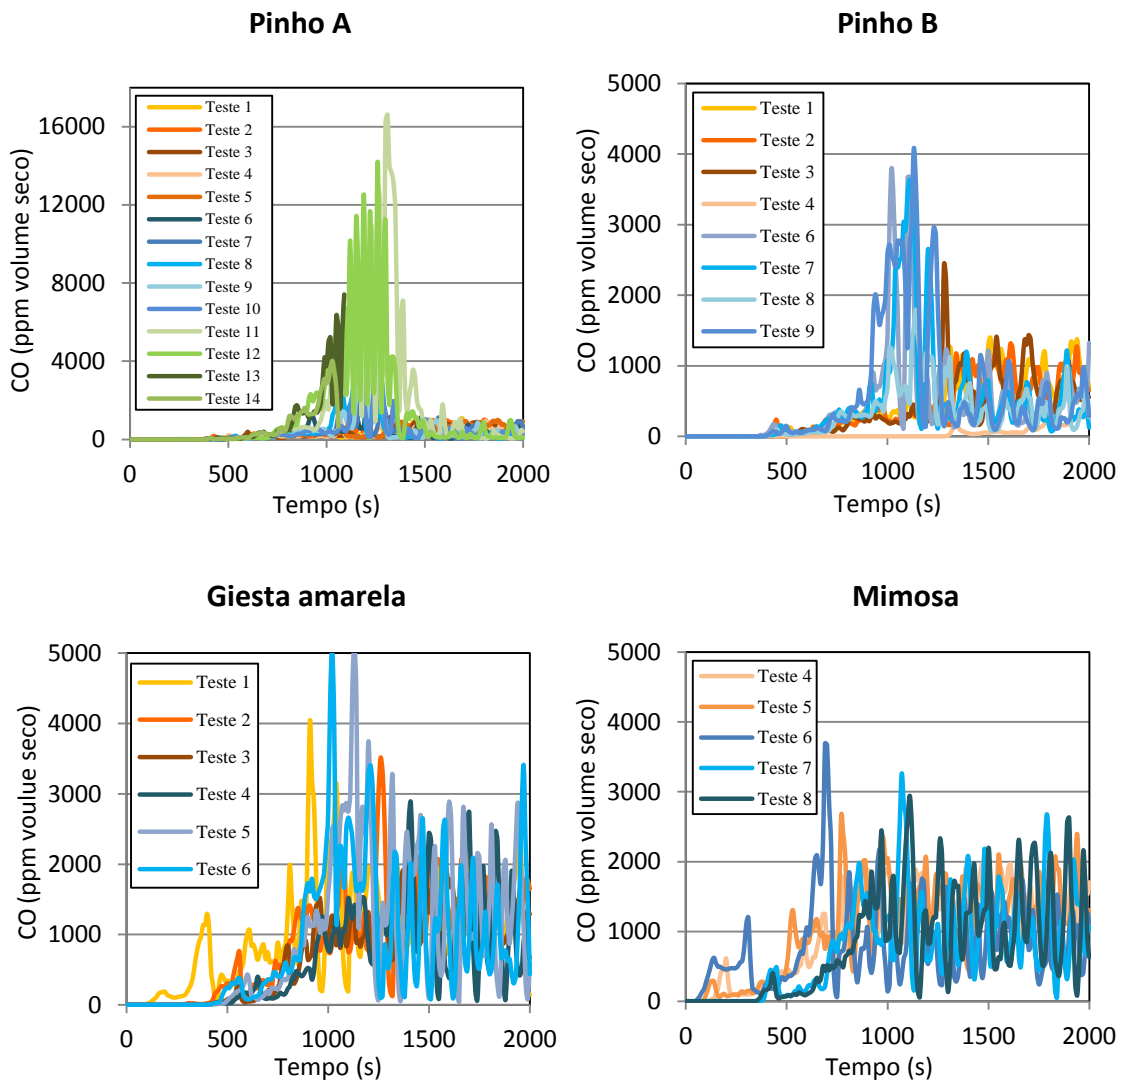 Pinho A
CO (ppm volume seco)
16000
12000
8000
4000
0
Teste 1
Teste 2
Teste 3
Teste 4
Teste 5
Teste 6
Teste 7
Teste 8
Teste 9
Teste 10
Teste 11
Teste 12
Teste 13
Teste 14
0 500 1000 1500 2000
Tempo (s)
Pinho B
CO (ppm volume seco)
5000
4000
3000
2000
1000
0
Teste 1
Teste 2
Teste 3
Teste 4
Teste 6
Teste 7
Teste 8
Teste 9
0 500 1000 1500 2000
Tempo (s)
Giesta amarela
CO (ppm voulue seco)
5000
4000
3000
2000
1000
0
Teste 1
Teste 2
Teste 3
Teste 4
Teste 5
Teste 6
0 500 1000 1500 2000
Tempo (s)
Mimosa
CO (ppm volume seco)
5000
4000
3000
2000
1000
0
Teste 4
Teste 5
Teste 6
Teste 7
Teste 8
0 500 1000 1500 2000
Tempo (s)